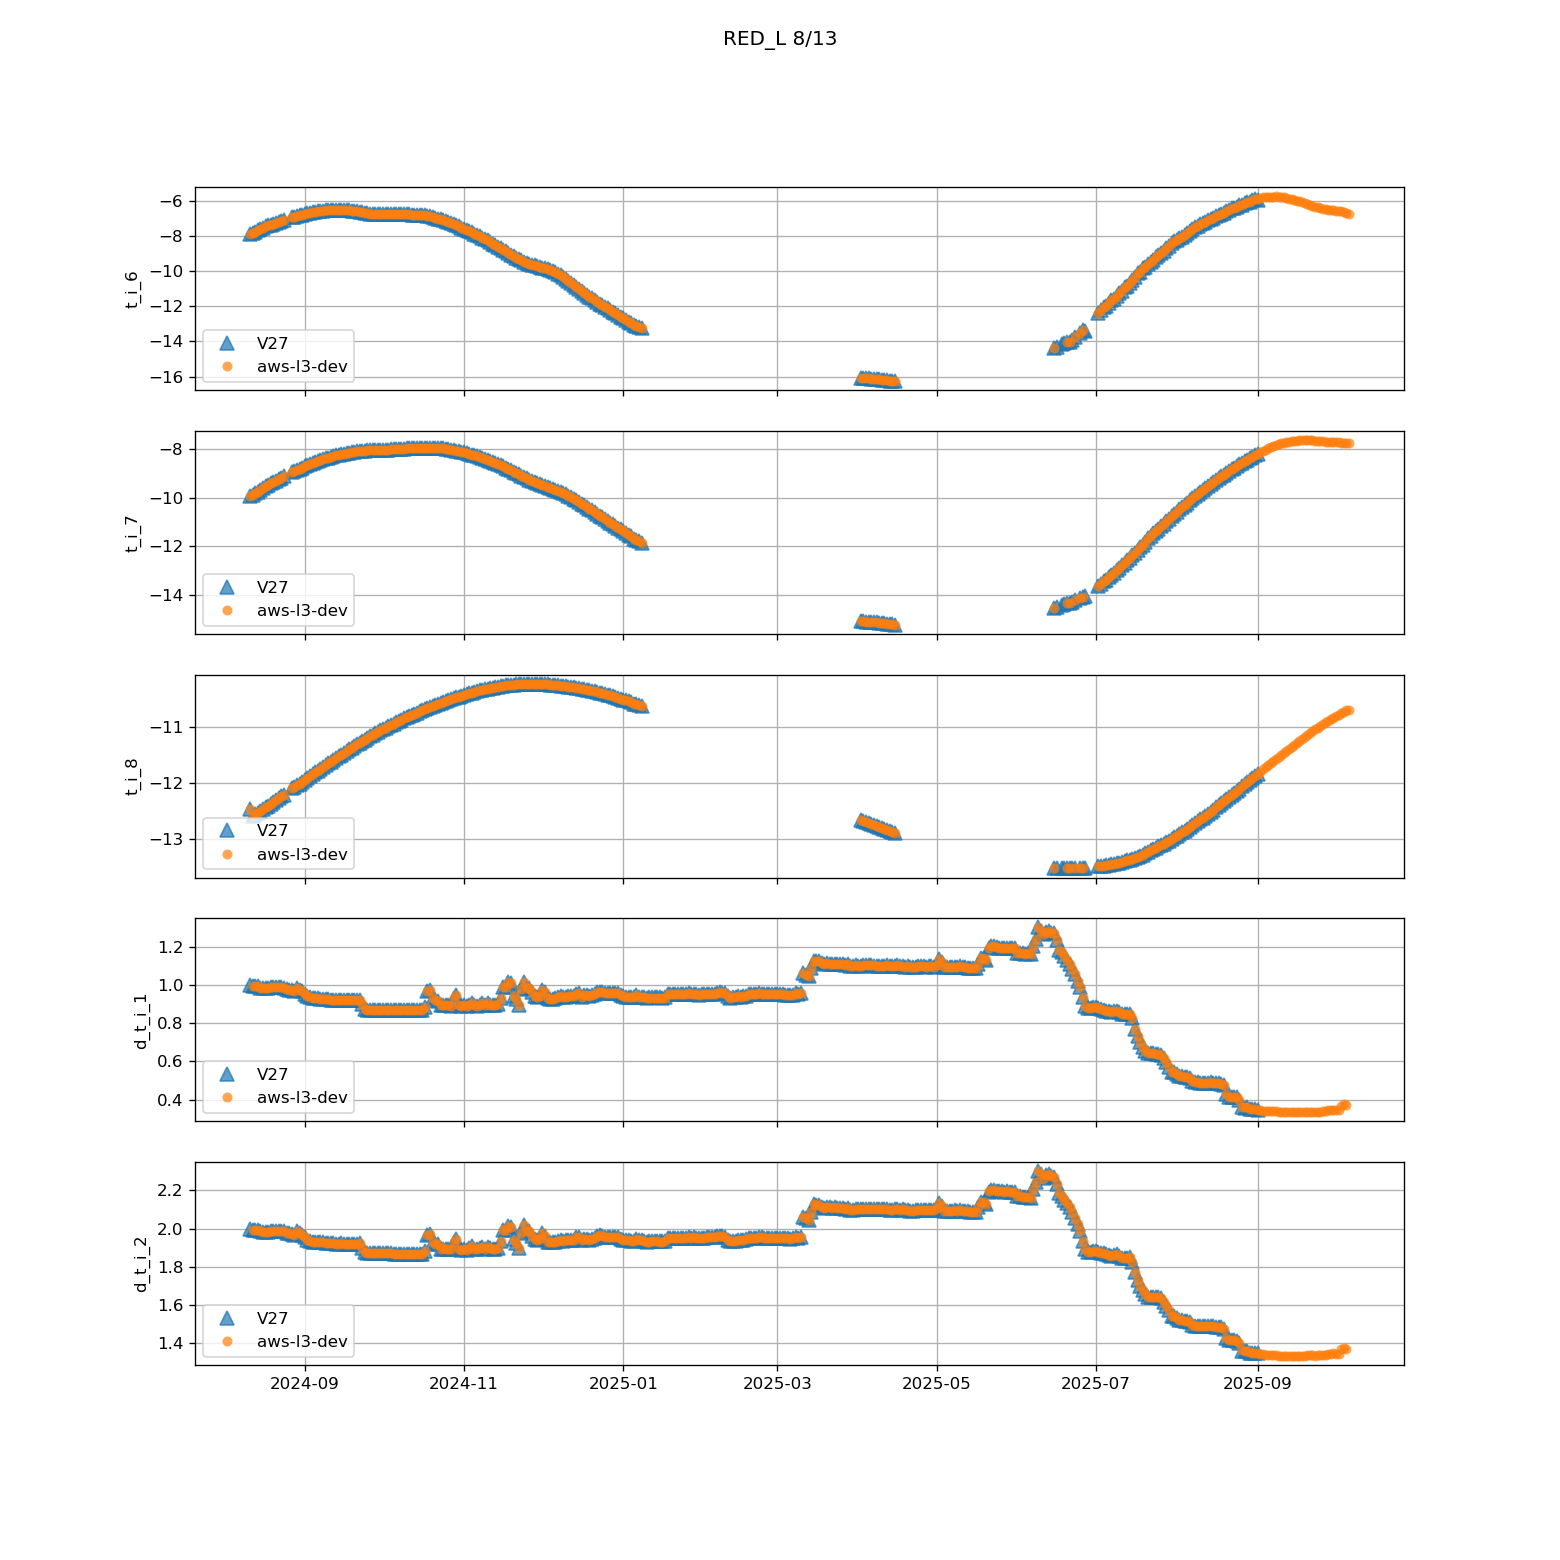 RED_L 8/13
−6
−8
−10
−12
−14
−16
t_i_6
V27
aws-l3-dev
−8
−10
−12
−14
t_i_7
V27
aws-l3-dev
−11
−12
−13
t_i_8
V27
aws-l3-dev
1.2
1.0
0.8
0.6
0.4
d_t_i_1
V27
aws-l3-dev
2.2
2.0
1.8
1.6
1.4
d_t_i_2
V27
aws-l3-dev
2024-09 2024-11 2025-01 2025-03 2025-05 2025-07 2025-09